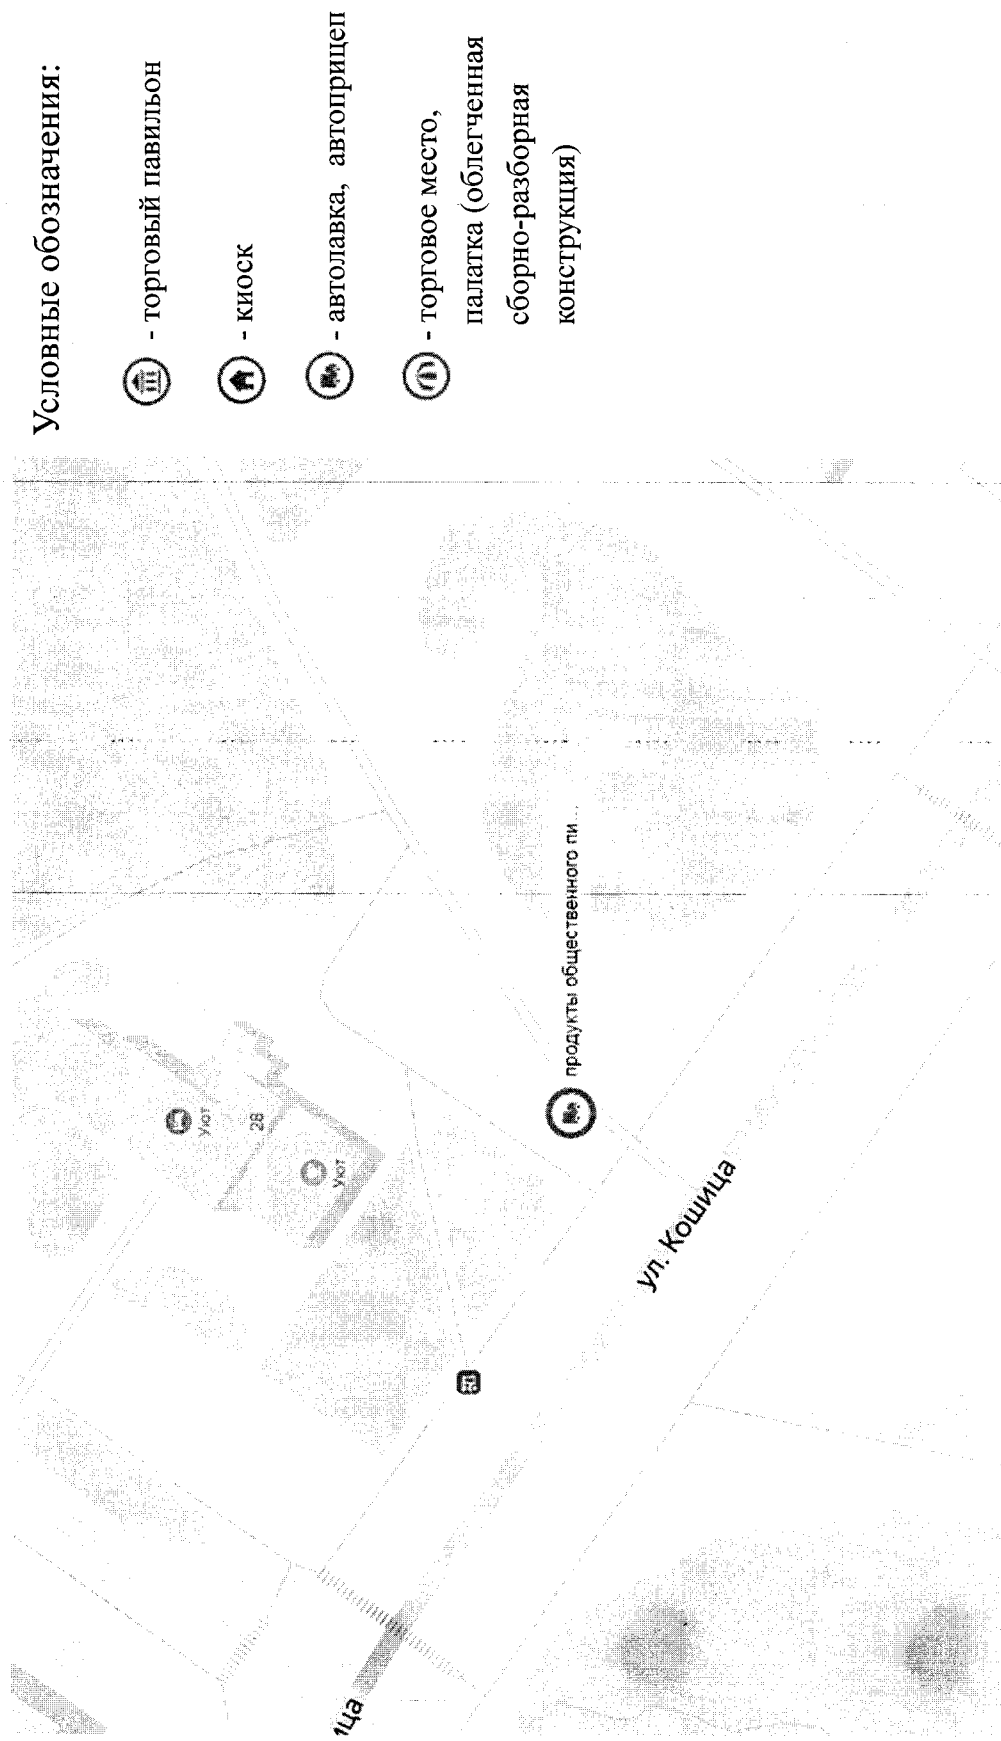 Условные обозначения:
- торговый павильон
- киоск
- автолавка, автоприцеп
- торговое место,
палатка (облегченная
сборно-разборная
конструкция)
Уют
28
Уют
продукты общественного пи...
ул. Кошица
ица